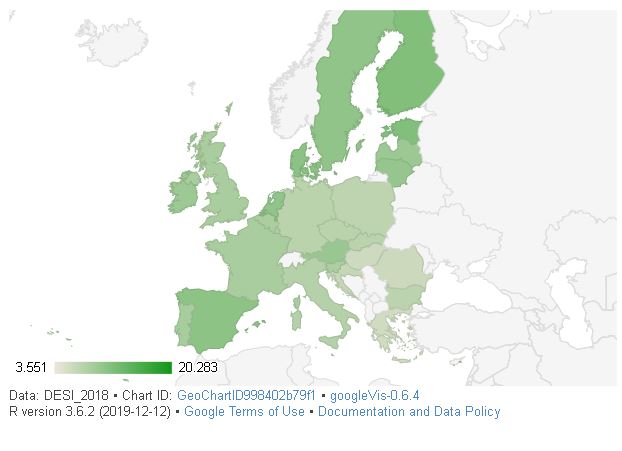 3.551 20.283
Data: DESI_2018 • Chart ID: GeoChartID998402b79f1 • googleVis-0.6.4
R version 3.6.2 (2019-12-12) • Google Terms of Use • Documentation and Data Policy